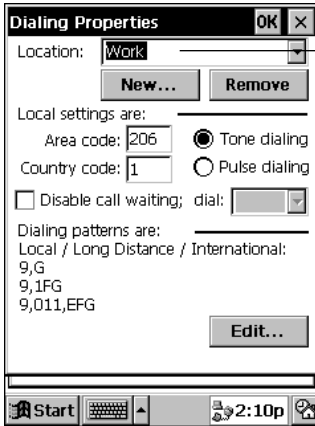 Dialing Properties OK ×
Location: Work
New... Remove
Local settings are:
Area code: 206 Tone dialing
Country code: 1 Pulse dialing
Disable call waiting; dial:
Dialing patterns are:
Local / Long Distance / International:
9,G
9,1FG
9,011,EFG
Edit...
Start 2:10p